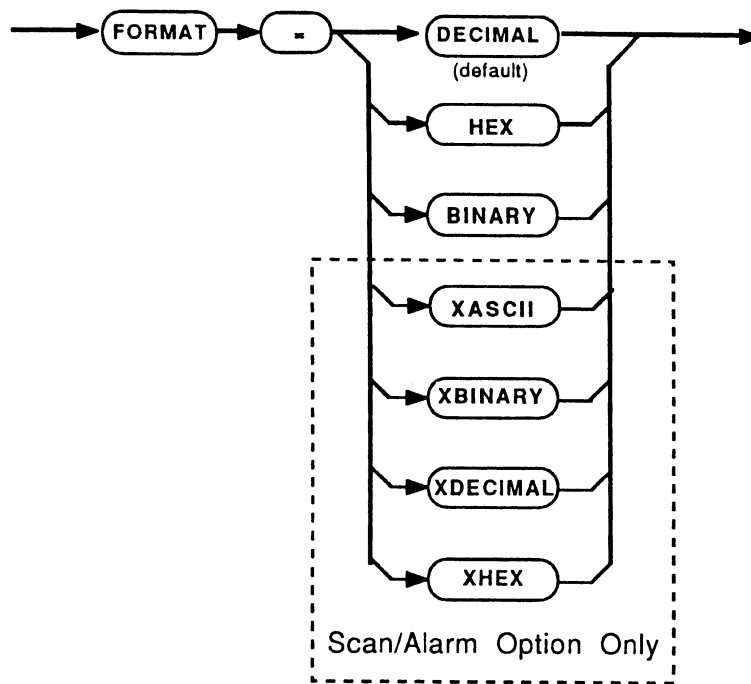 FORMAT = DECIMAL
(default)
HEX
BINARY
XASCII
XBINARY
XDECIMAL
XHEX
Scan/Alarm Option Only